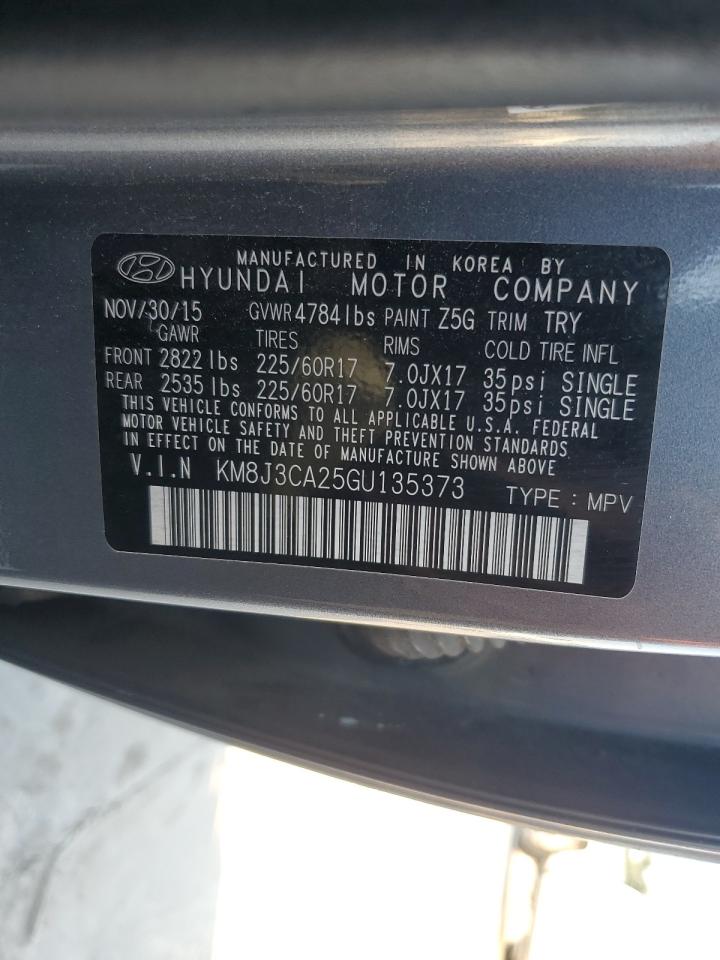 MANUFACTURED IN KOREA BY
HYUNDAI MOTOR COMPANY
NOV/30/15 GVWR 4784lbs PAINT Z5G TRIM TRY
GAWR TIRES RIMS COLD TIRE INFL
FRONT 2822 lbs 225/60R17 7.0JX17 35psi SINGLE
REAR 2535 lbs 225/60R17 7.0JX17 35psi SINGLE
THIS VEHICLE CONFORMS TO ALL APPLICABLE U.S.A. FEDERAL
MOTOR VEHICLE SAFETY AND THEFT PREVENTION STANDARDS
IN EFFECT ON THE DATE OF MANUFACTURE SHOWN ABOVE
V.I.N KM8J3CA25GU135373 TYPE : MPV